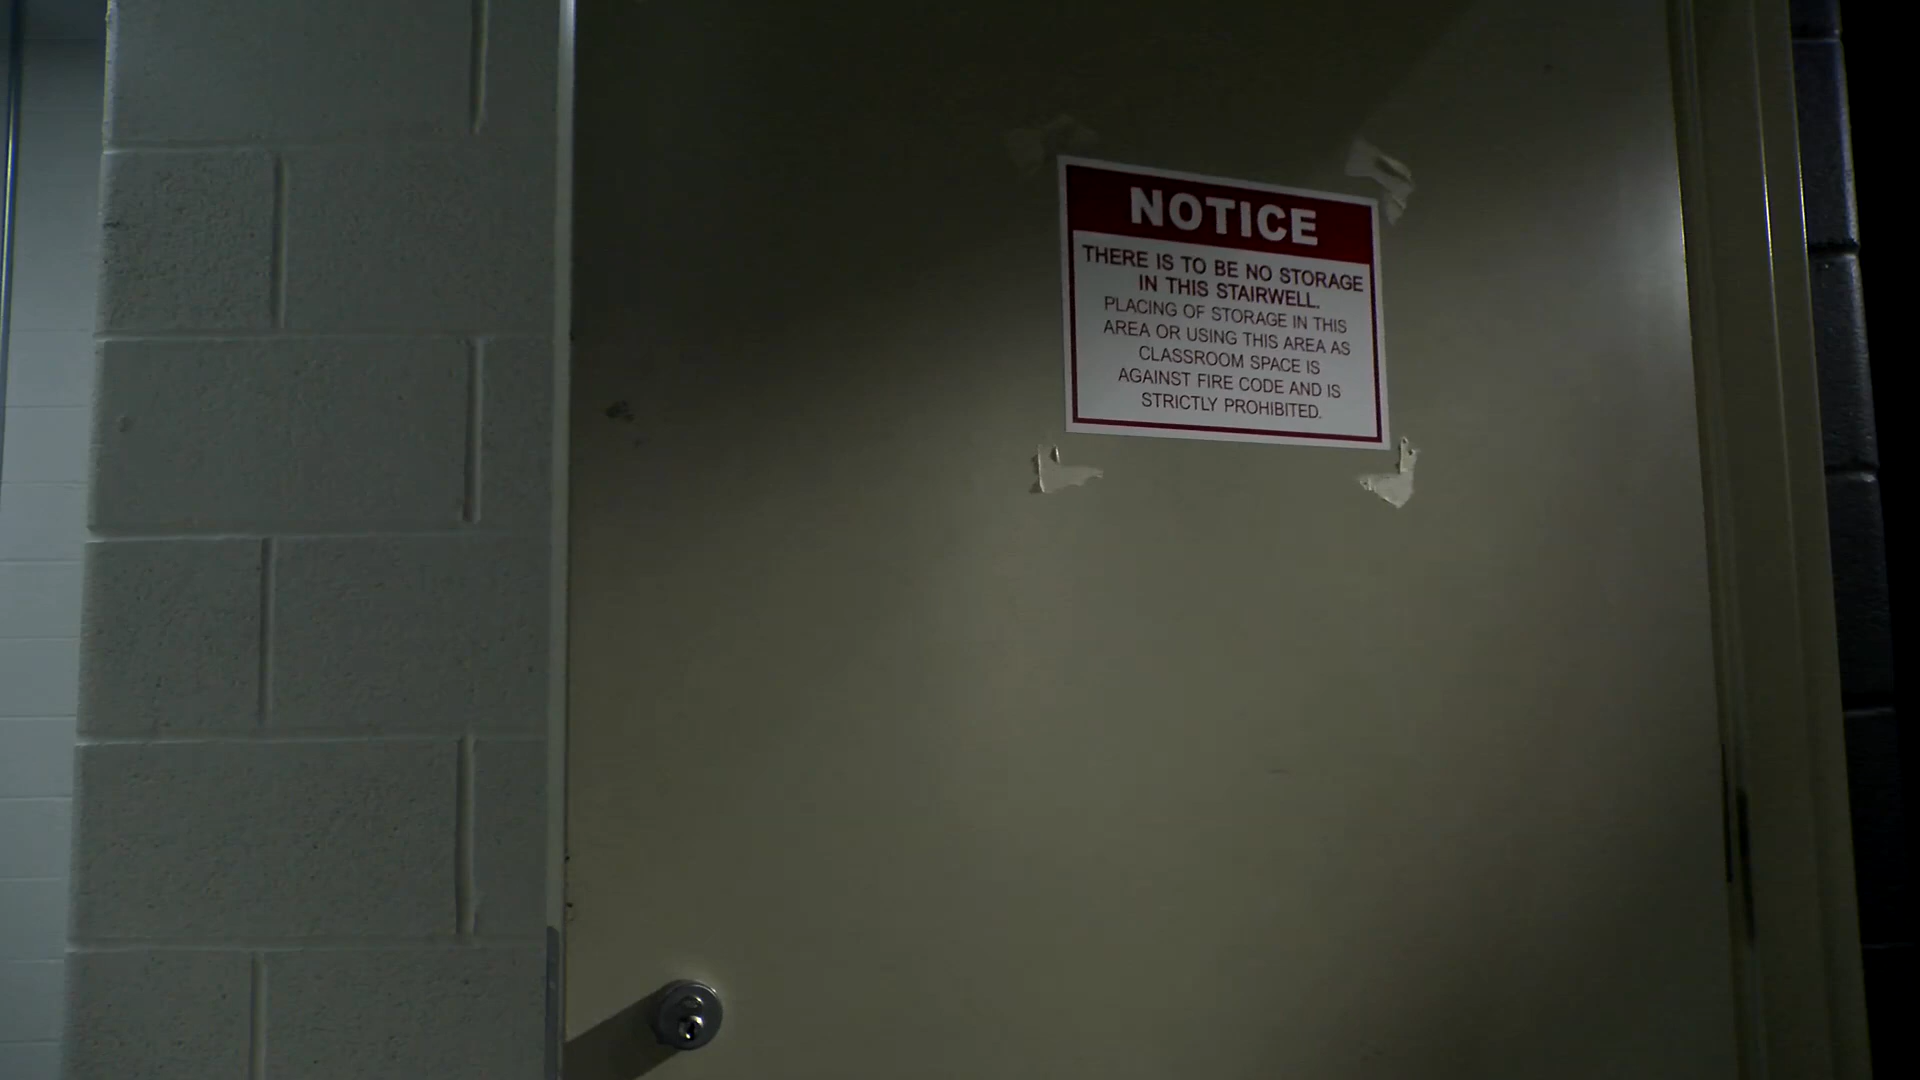 NOTICE
THERE IS TO BE NO STORAGE
IN THIS STAIRWELL.
PLACING OF STORAGE IN THIS
AREA OR USING THIS AREA AS
CLASSROOM SPACE IS
AGAINST FIRE CODE AND IS
STRICTLY PROHIBITED.